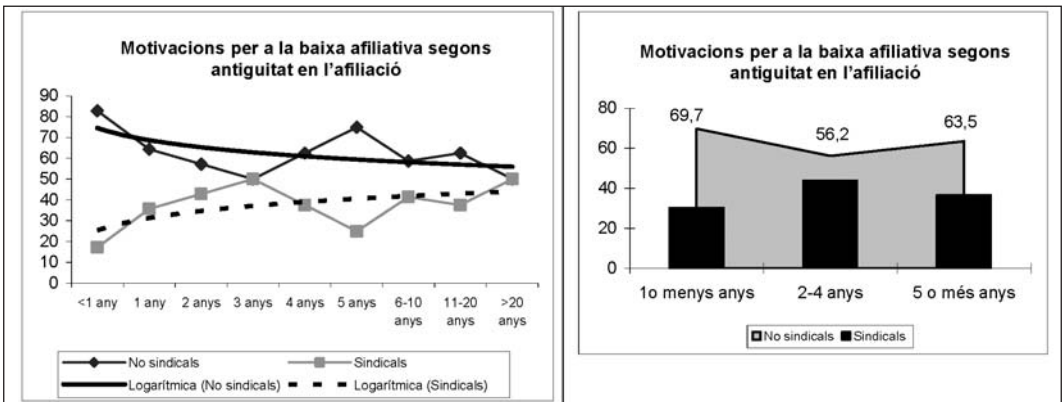 Motivacions per a la baixa afiliativa segons
antiguitat en l'afiliació
90
80
70
60
50
40
30
20
10
0
<1 any 1 any 2 anys 3 anys 4 anys 5 anys 6-10 anys 11-20 anys >20 anys
No sindicals Sindicals
Logarítmica (No sindicals) Logarítmica (Sindicals)
Motivacions per a la baixa afiliativa segons
antiguitat en l'afiliació
80
60
40
20
0
69,7 56,2 63,5
1o menys anys 2-4 anys 5 o més anys
No sindicals Sindicals